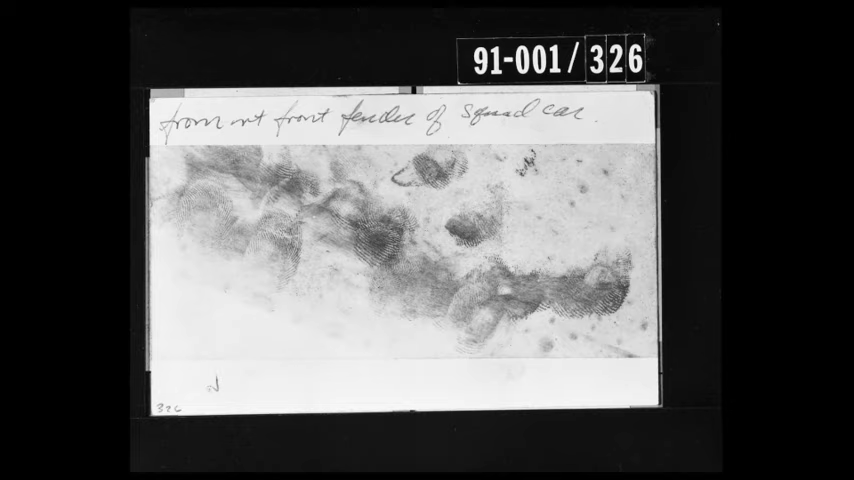 91-001/326
from rt front fender of squad car.
326